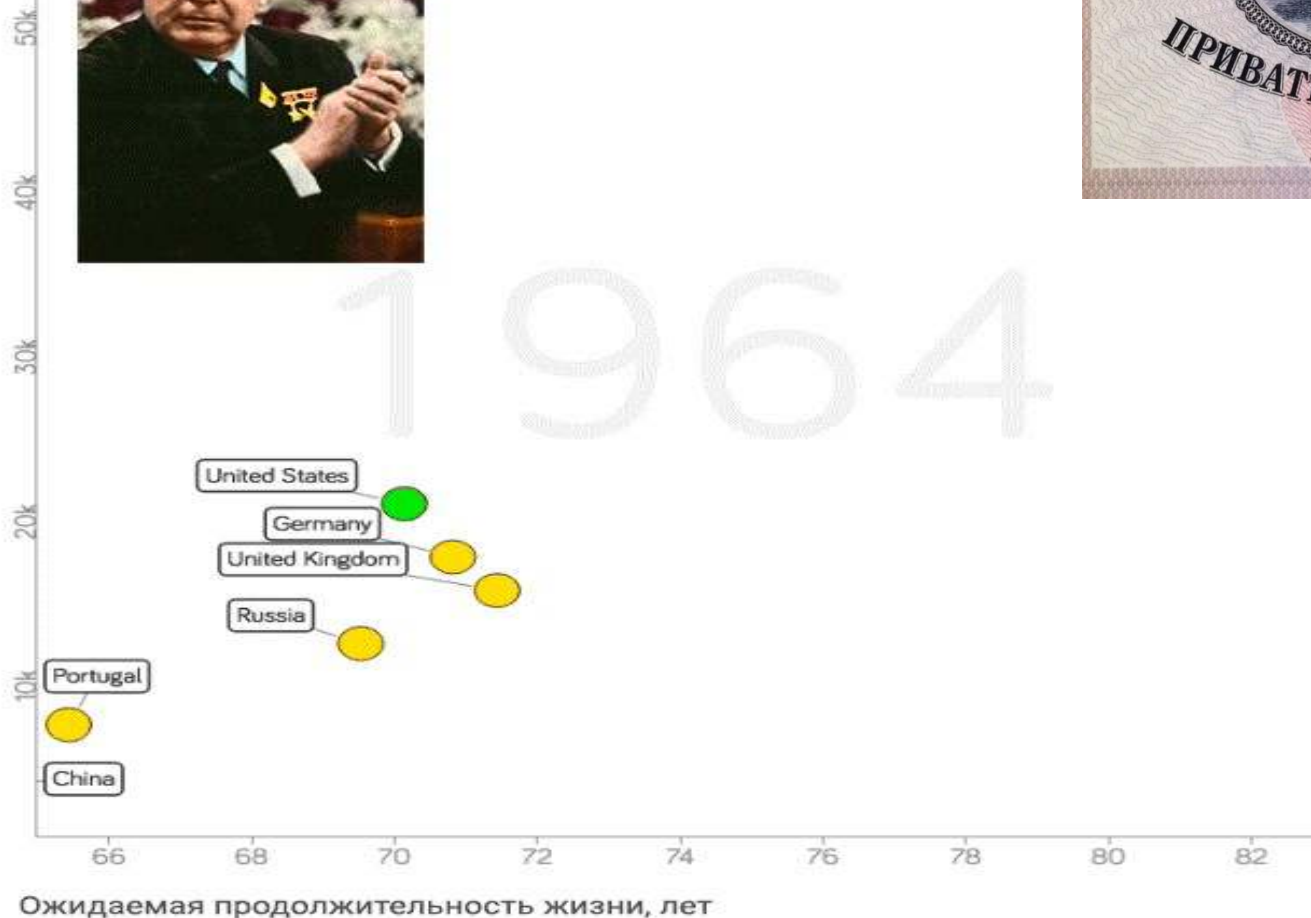 50k
ПРИВАТ
40k
1964
30k
United States
20k
Germany
United Kingdom
Russia
Portugal
10k
China
66 68 70 72 74 76 78 80 82
Ожидаемая продолжительность жизни, лет